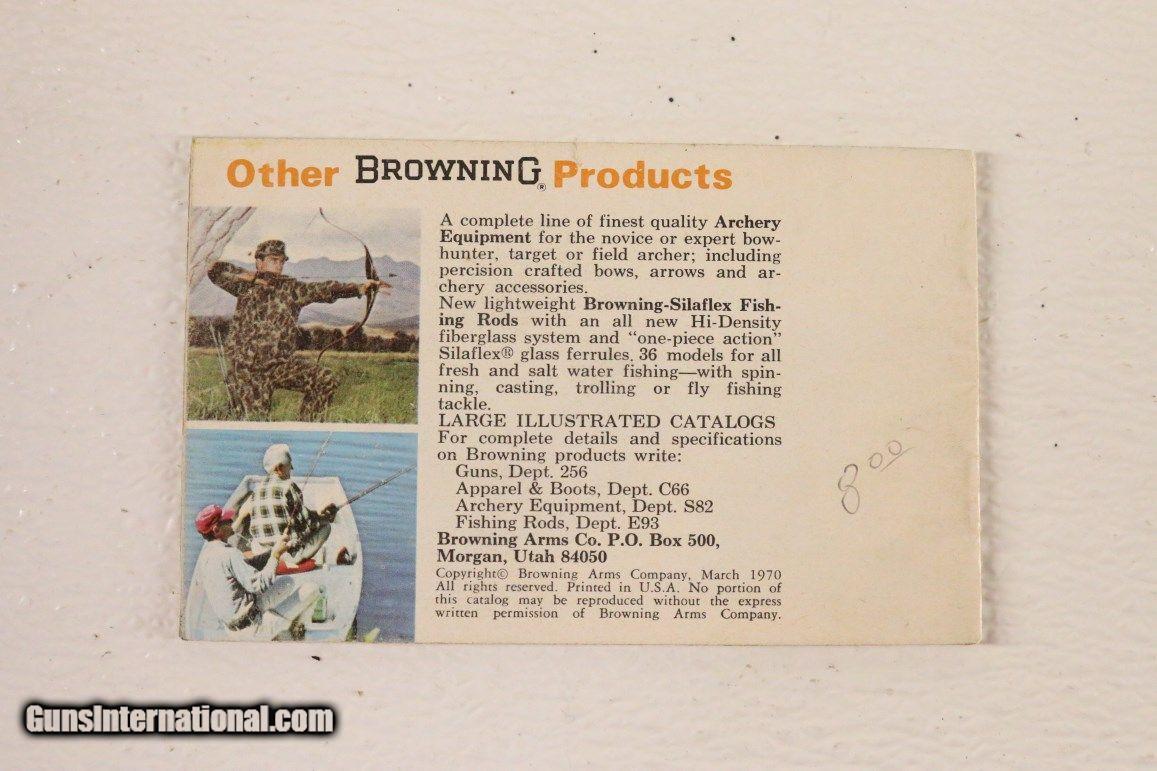 Other BROWNING® Products
A complete line of finest quality Archery
Equipment for the novice or expert bow-
hunter, target or field archer; including
percision crafted bows, arrows and ar-
chery accessories.
New lightweight Browning-Silaflex Fish-
ing Rods with an all new Hi-Density
fiberglass system and "one-piece action"
Silaflex® glass ferrules. 36 models for all
fresh and salt water fishing—with spin-
ning, casting, trolling or fly fishing
tackle.
LARGE ILLUSTRATED CATALOGS
For complete details and specifications
on Browning products write:
Guns, Dept. 256
Apparel & Boots, Dept. C66
Archery Equipment, Dept. S82
Fishing Rods, Dept. E93
Browning Arms Co. P.O. Box 500,
Morgan, Utah 84050
Copyright© Browning Arms Company, March 1970
All rights reserved. Printed in U.S.A. No portion of
this catalog may be reproduced without the express
written permission of Browning Arms Company.
8 00
GunsInternational.com